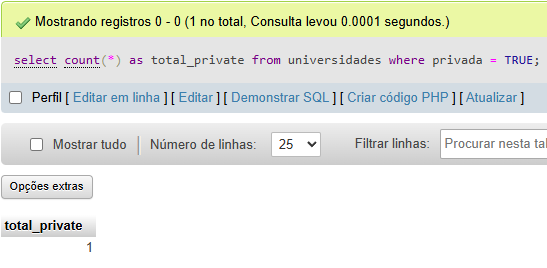 Mostrando registros 0 - 0 (1 no total, Consulta levou 0.0001 segundos.)
select count(*) as total_private from universidades where privada = TRUE;
Perfil [ Editar em linha ] [ Editar ] [ Demonstrar SQL ] [ Criar código PHP ] [ Atualizar ]
Mostrar tudo Número de linhas: 25 Filtrar linhas: Procurar nesta tal
Opções extras
total_private
1